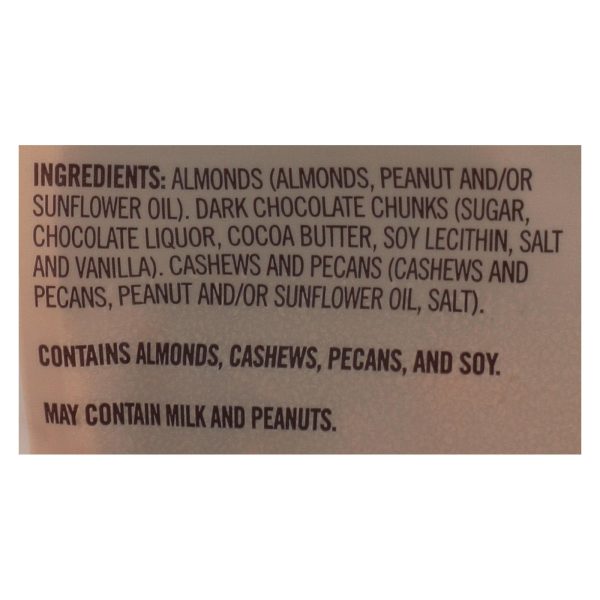 INGREDIENTS: ALMONDS (ALMONDS, PEANUT AND/OR
SUNFLOWER OIL). DARK CHOCOLATE CHUNKS (SUGAR,
CHOCOLATE LIQUOR, COCOA BUTTER, SOY LECITHIN, SALT
AND VANILLA). CASHEWS AND PECANS (CASHEWS AND
PECANS, PEANUT AND/OR SUNFLOWER OIL, SALT).
CONTAINS ALMONDS, CASHEWS, PECANS, AND SOY.
MAY CONTAIN MILK AND PEANUTS.